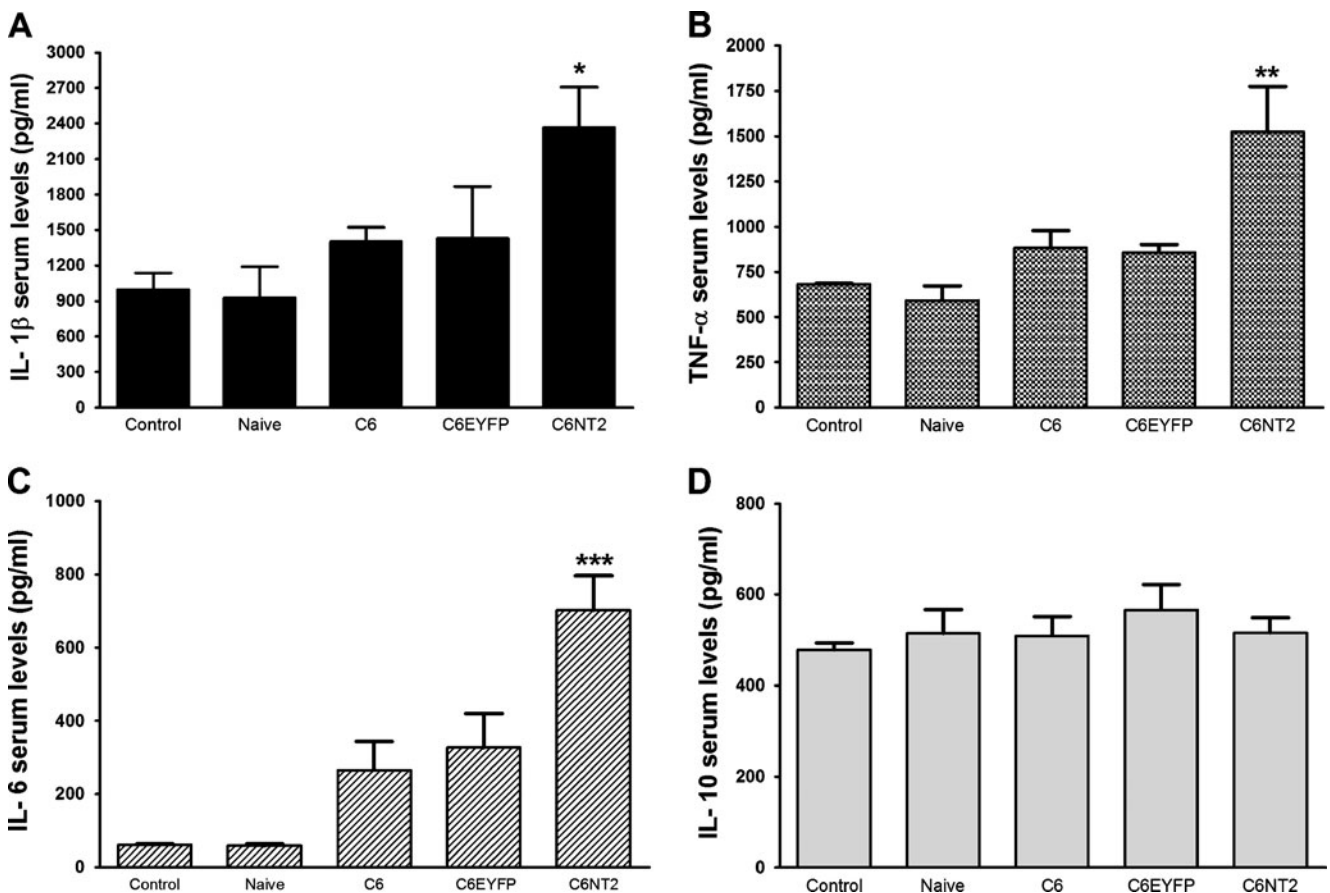 A
IL- 1β serum levels (pg/ml)
3000
2700
2400
2100
1800
1500
1200
900
600
300
0
*
Control Naive C6 C6EYFP C6NT2
B
TNF-α serum levels (pg/ml)
2000
1750
1500
1250
1000
750
500
250
0
**
Control Naive C6 C6EYFP C6NT2
C
IL- 6 serum levels (pg/ml)
1000
800
600
400
200
0
***
Control Naive C6 C6EYFP C6NT2
D
IL- 10 serum levels (pg/ml)
800
600
400
200
0
Control Naive C6 C6EYFP C6NT2